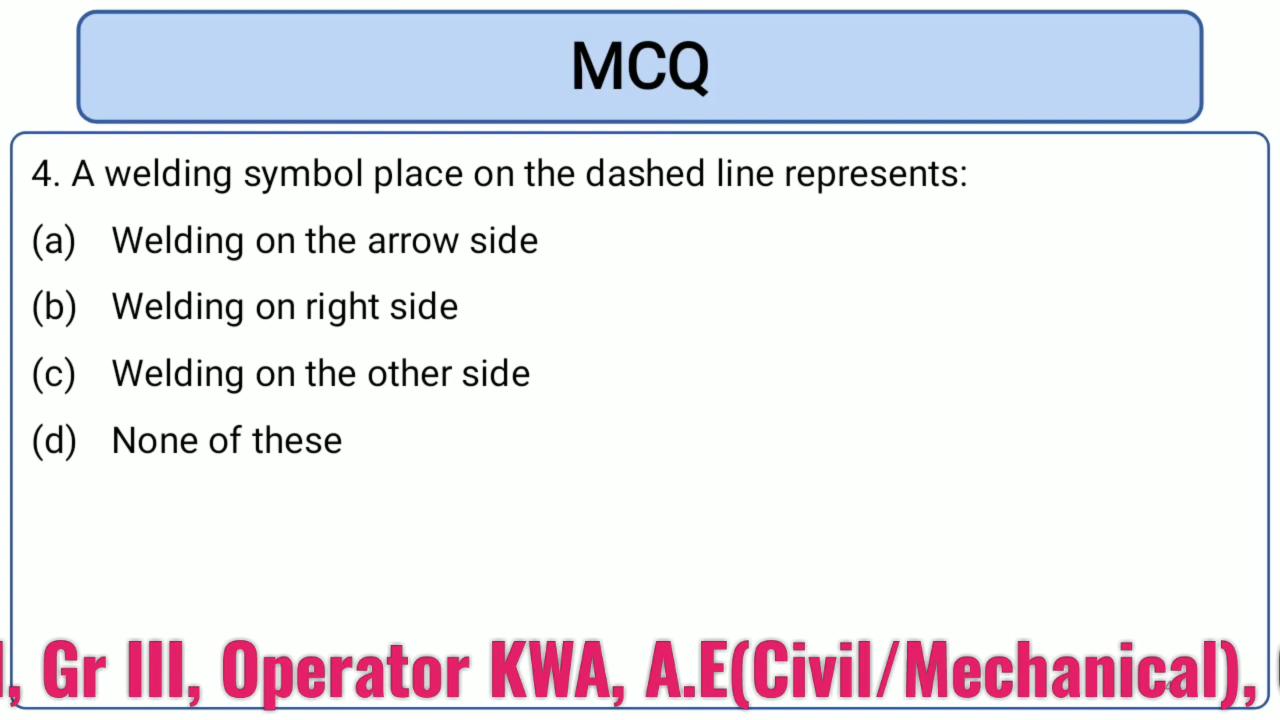 MCQ
4. A welding symbol place on the dashed line represents:
(a) Welding on the arrow side
(b) Welding on right side
(c) Welding on the other side
(d) None of these
, Gr III, Operator KWA, A.E(Civil/Mechanical),